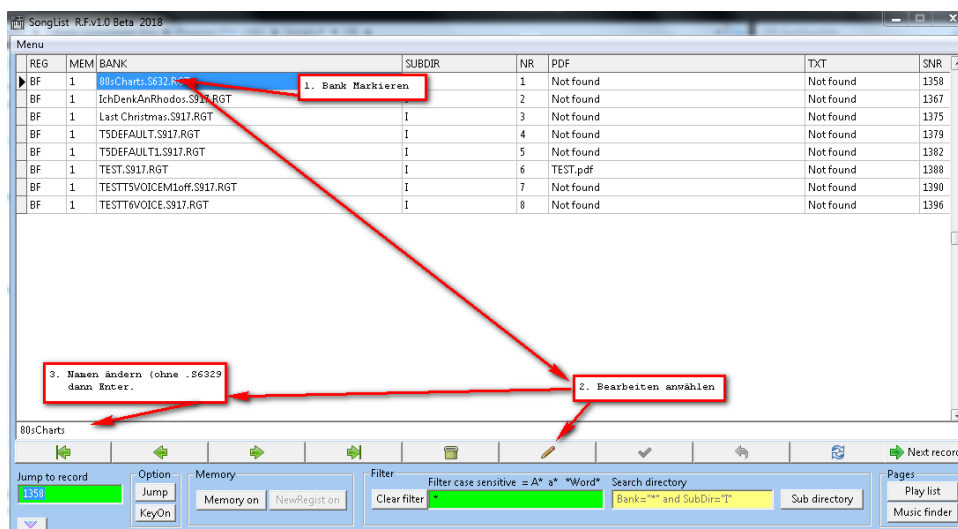 SongList R.F.v1.0 Beta 2018
Menu
REG MEM BANK SUBDIR NR PDF TXT SNR
BF 1 80sCharts.S632.RGT 1 Not found Not found 1358
BF 1 IchDenkAnRhodos.S917.RGT I 2 Not found Not found 1367
BF 1 Last Christmas.S917.RGT I 3 Not found Not found 1375
BF 1 T5DEFAULT.S917.RGT I 4 Not found Not found 1379
BF 1 T5DEFAULT1.S917.RGT I 5 Not found Not found 1382
BF 1 TEST.S917.RGT I 6 TEST.pdf Not found 1388
BF 1 TESTT5VOICEM1off.S917.RGT I 7 Not found Not found 1390
BF 1 TESTT6VOICE.S917.RGT I 8 Not found Not found 1396
1. Bank Markieren
3. Namen ändern (ohne .S6329
dann Enter.
2. Bearbeiten anwählen
80sCharts
Next record
Jump to record Option Memory Filter Pages
Filter case sensitive = A* a* *Word* Search directory
1358 Jump Memory on NewRegist on Clear filter * Bank="*" and SubDir="I" Sub directory Play list
KeyOn Music finder